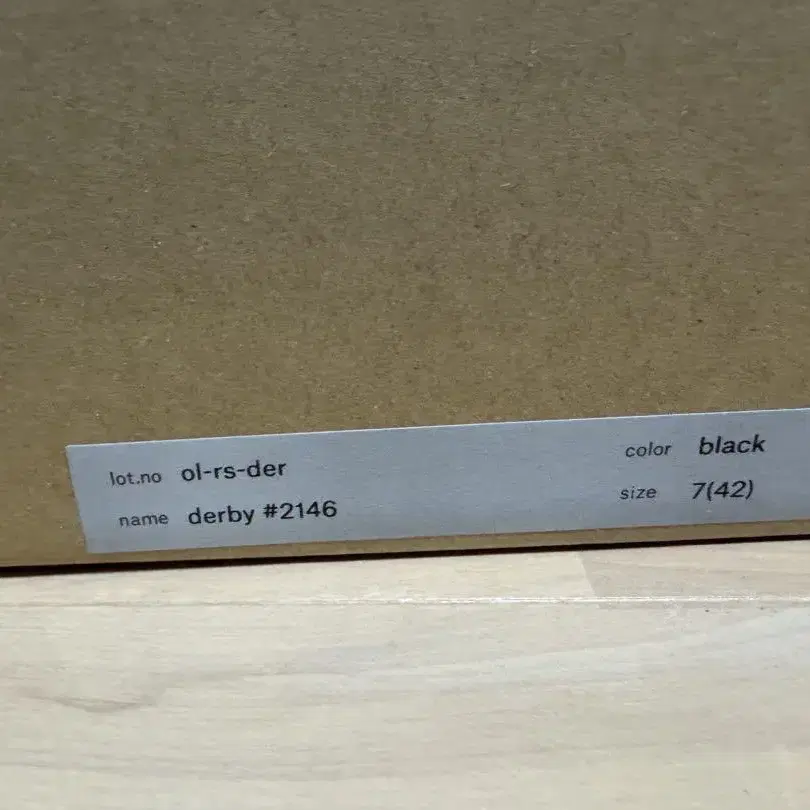 lot.no ol-rs-der color black
name derby #2146 size 7(42)